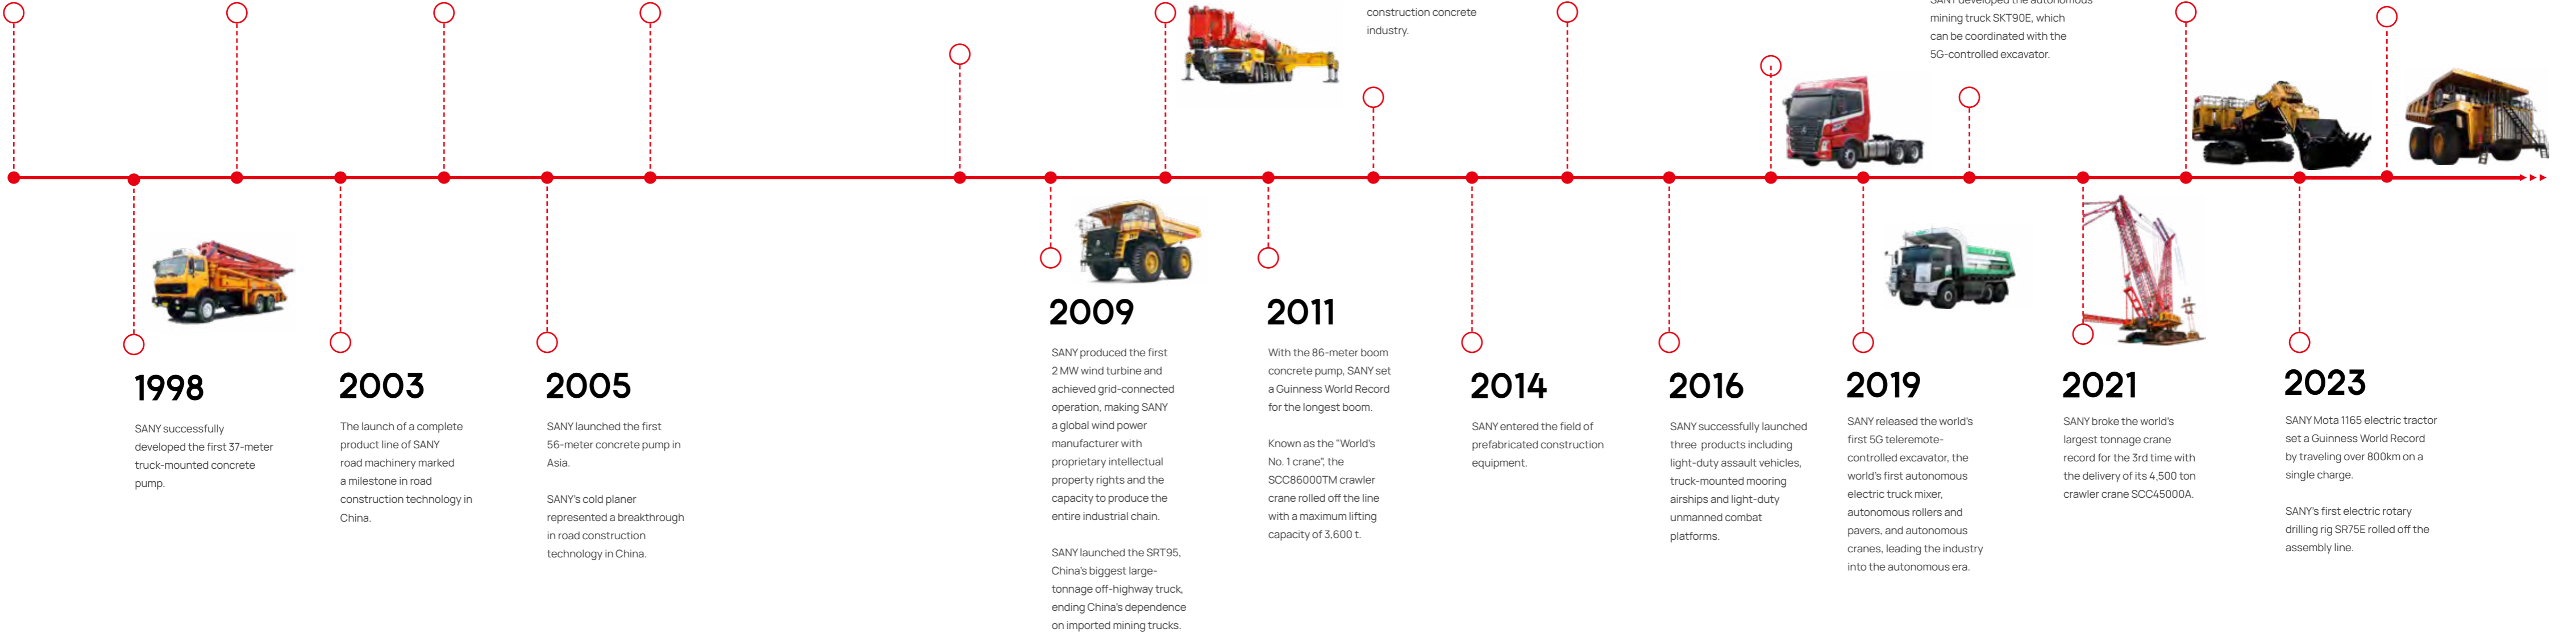 construction concrete
industry.
SANY developed the autonomous
mining truck SKT90E, which
can be coordinated with the
5G-controlled excavator.
1998
SANY successfully
developed the first 37-meter
truck-mounted concrete
pump.
2003
The launch of a complete
product line of SANY
road machinery marked
a milestone in road
construction technology in
China.
2005
SANY launched the first
56-meter concrete pump in
Asia.
SANY's cold planer
represented a breakthrough
in road construction
technology in China.
2009
SANY produced the first
2 MW wind turbine and
achieved grid-connected
operation, making SANY
a global wind power
manufacturer with
proprietary intellectual
property rights and the
capacity to produce the
entire industrial chain.
SANY launched the SRT95,
China's biggest large-
tonnage off-highway truck,
ending China's dependence
on imported mining trucks.
2011
With the 86-meter boom
concrete pump, SANY set
a Guinness World Record
for the longest boom.
Known as the "World's
No. 1 crane", the
SCC86000TM crawler
crane rolled off the line
with a maximum lifting
capacity of 3,600 t.
2014
SANY entered the field of
prefabricated construction
equipment.
2016
SANY successfully launched
three products including
light-duty assault vehicles,
truck-mounted mooring
airships and light-duty
unmanned combat
platforms.
2019
SANY released the world's
first 5G teleremote-
controlled excavator, the
world's first autonomous
electric truck mixer,
autonomous rollers and
pavers, and autonomous
cranes, leading the industry
into the autonomous era.
2021
SANY broke the world's
largest tonnage crane
record for the 3rd time with
the delivery of its 4,500 ton
crawler crane SCC45000A.
2023
SANY Mota 1165 electric tractor
set a Guinness World Record
by traveling over 800km on a
single charge.
SANY's first electric rotary
drilling rig SR75E rolled off the
assembly line.